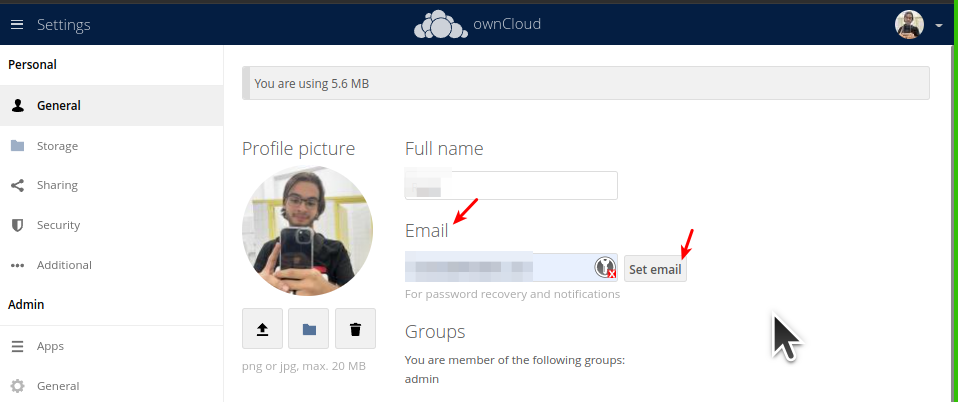 Settings
ownCloud
Personal
General
Storage
Sharing
Security
Additional
Admin
Apps
General
You are using 5.6 MB
Profile picture
png or jpg, max. 20 MB
Full name
Email
Set email
For password recovery and notifications
Groups
You are member of the following groups:
admin